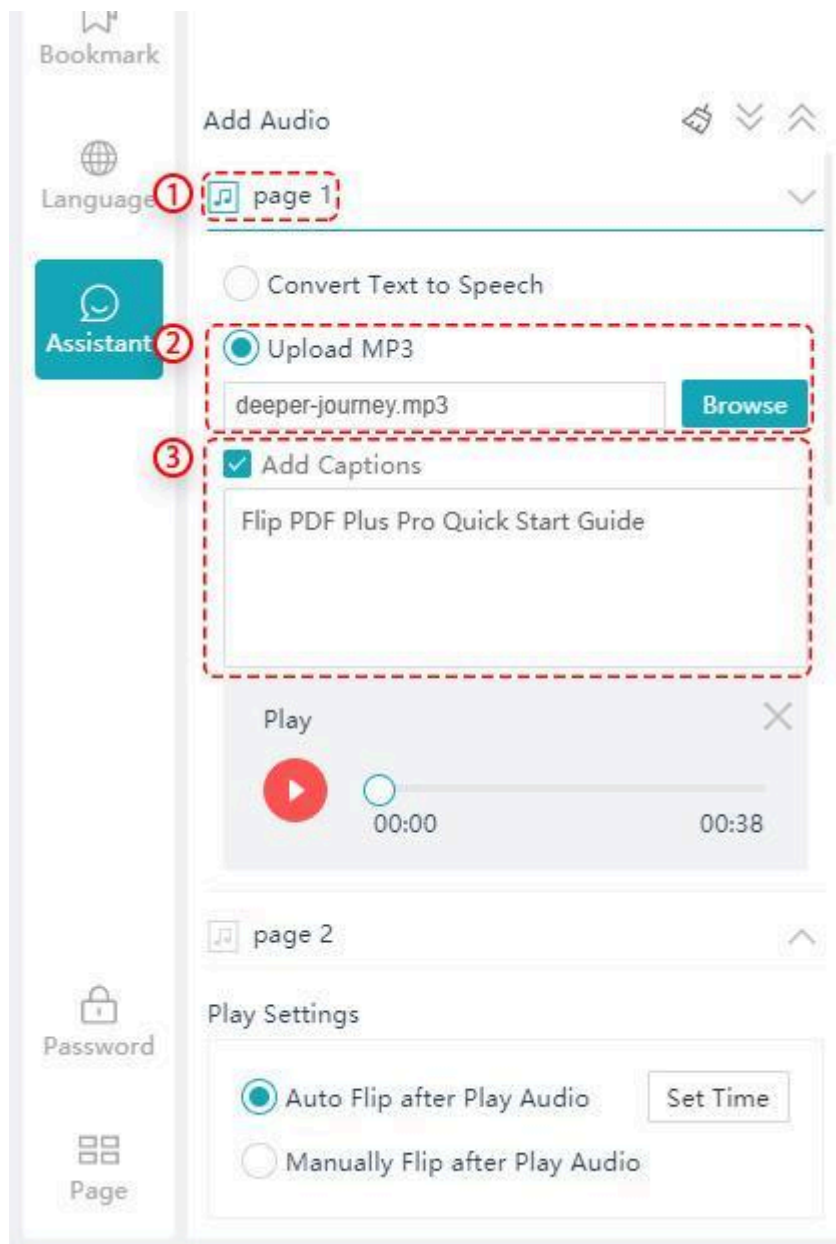 Bookmark
Language
Assistant
Password
Page
Add Audio
① page 1
Convert Text to Speech
② Upload MP3
deeper-journey.mp3 Browse
③ Add Captions
Flip PDF Plus Pro Quick Start Guide
Play
00:00 00:38
page 2
Play Settings
Auto Flip after Play Audio Set Time
Manually Flip after Play Audio